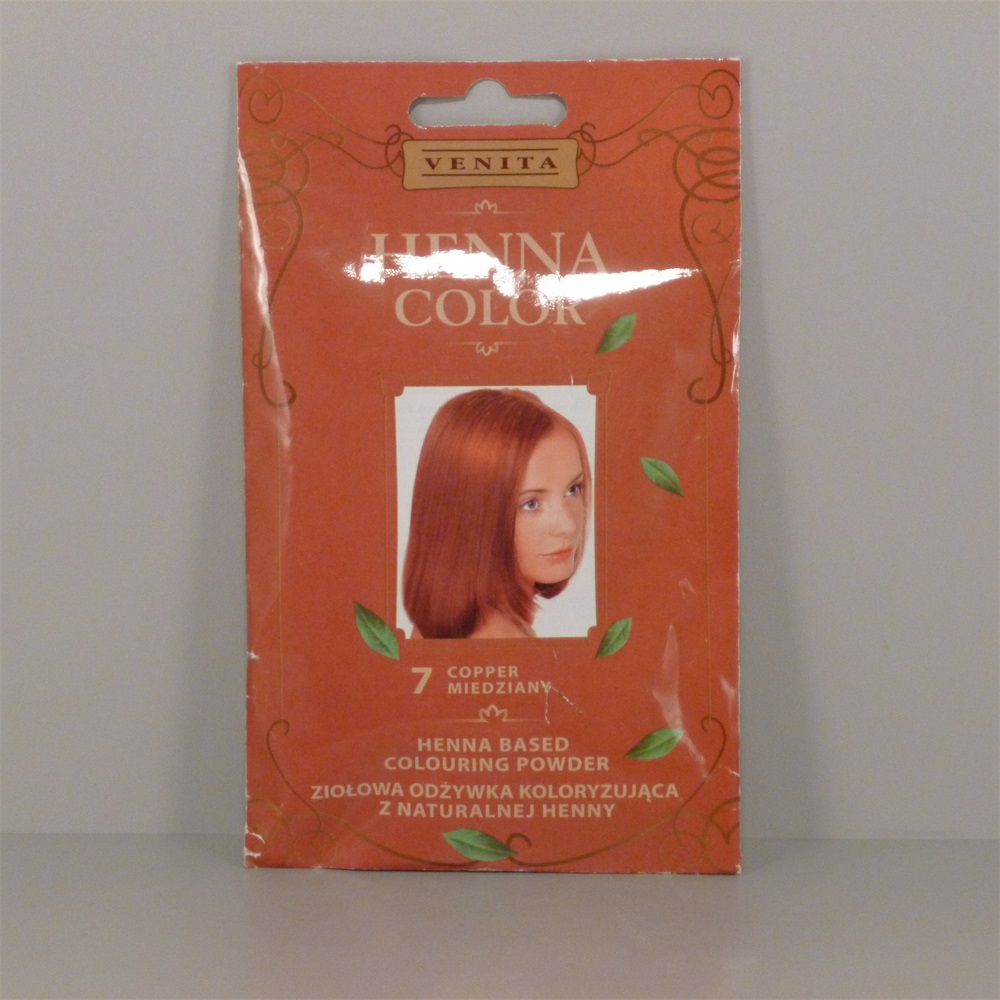 VENITA
HENNA
COLOR
7 COPPER
MIEDZIANY
HENNA BASED
COLOURING POWDER
ZIOŁOWA ODŻYWKA KOLORYZUJĄCA
Z NATURALNEJ HENNY